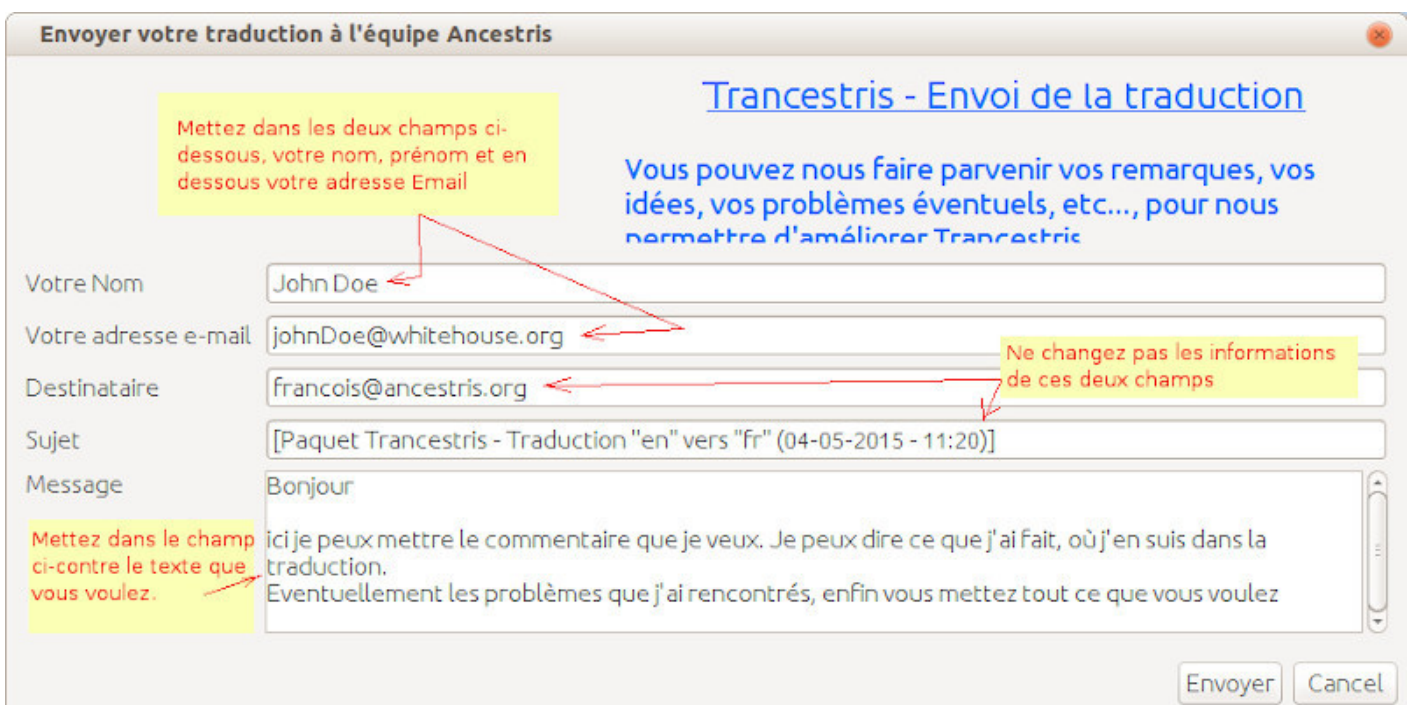 Envoyer votre traduction à l'équipe Ancestris
Trancestris - Envoi de la traduction
Mettez dans les deux champs ci-
dessous, votre nom, prénom et en
dessous votre adresse Email
Vous pouvez nous faire parvenir vos remarques, vos
idées, vos problèmes éventuels, etc..., pour nous
permettre d'améliorer Trancestris
Votre Nom
John Doe
Votre adresse e-mail
johnDoe@whitehouse.org
Ne changez pas les informations
de ces deux champs
Destinataire
francois@ancestris.org
Sujet
[Paquet Trancestris - Traduction "en" vers "fr" (04-05-2015 - 11:20)]
Message
Bonjour
Mettez dans le champ
ci-contre le texte que
vous voulez.
ici je peux mettre le commentaire que je veux. Je peux dire ce que j'ai fait, où j'en suis dans la
traduction.
Eventuellement les problèmes que j'ai rencontrés, enfin vous mettez tout ce que vous voulez
Envoyer
Cancel